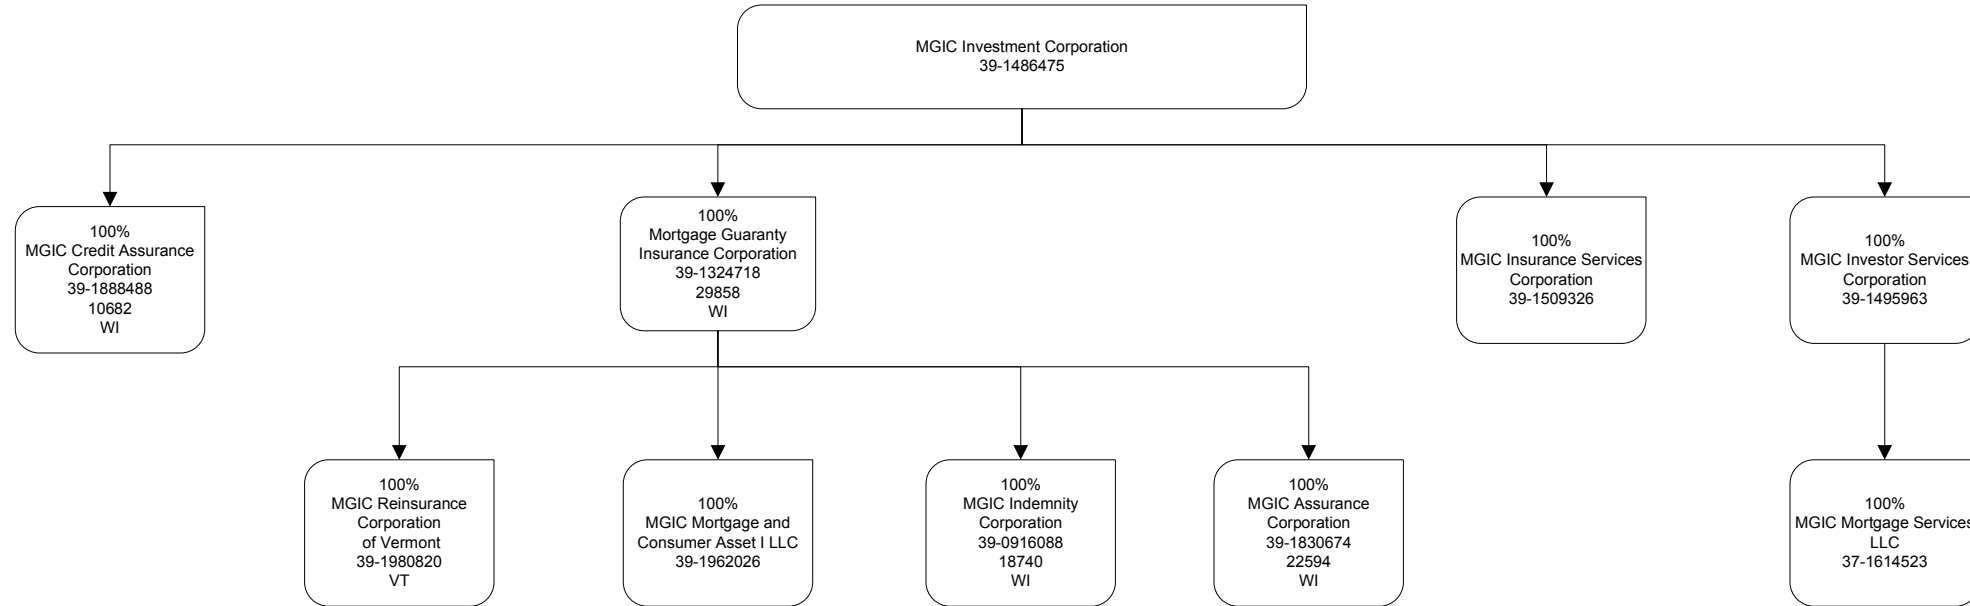 MGIC Investment Corporation
39-1486475
100%
MGIC Credit Assurance
Corporation
39-1888488
10682
WI
100%
Mortgage Guaranty
Insurance Corporation
39-1324718
29858
WI
100%
MGIC Insurance Services
Corporation
39-1509326
100%
MGIC Investor Services
Corporation
39-1495963
100%
MGIC Reinsurance
Corporation
of Vermont
39-1980820
VT
100%
MGIC Mortgage and
Consumer Asset I LLC
39-1962026
100%
MGIC Indemnity
Corporation
39-0916088
18740
WI
100%
MGIC Assurance
Corporation
39-1830674
22594
WI
100%
MGIC Mortgage Services
LLC
37-1614523